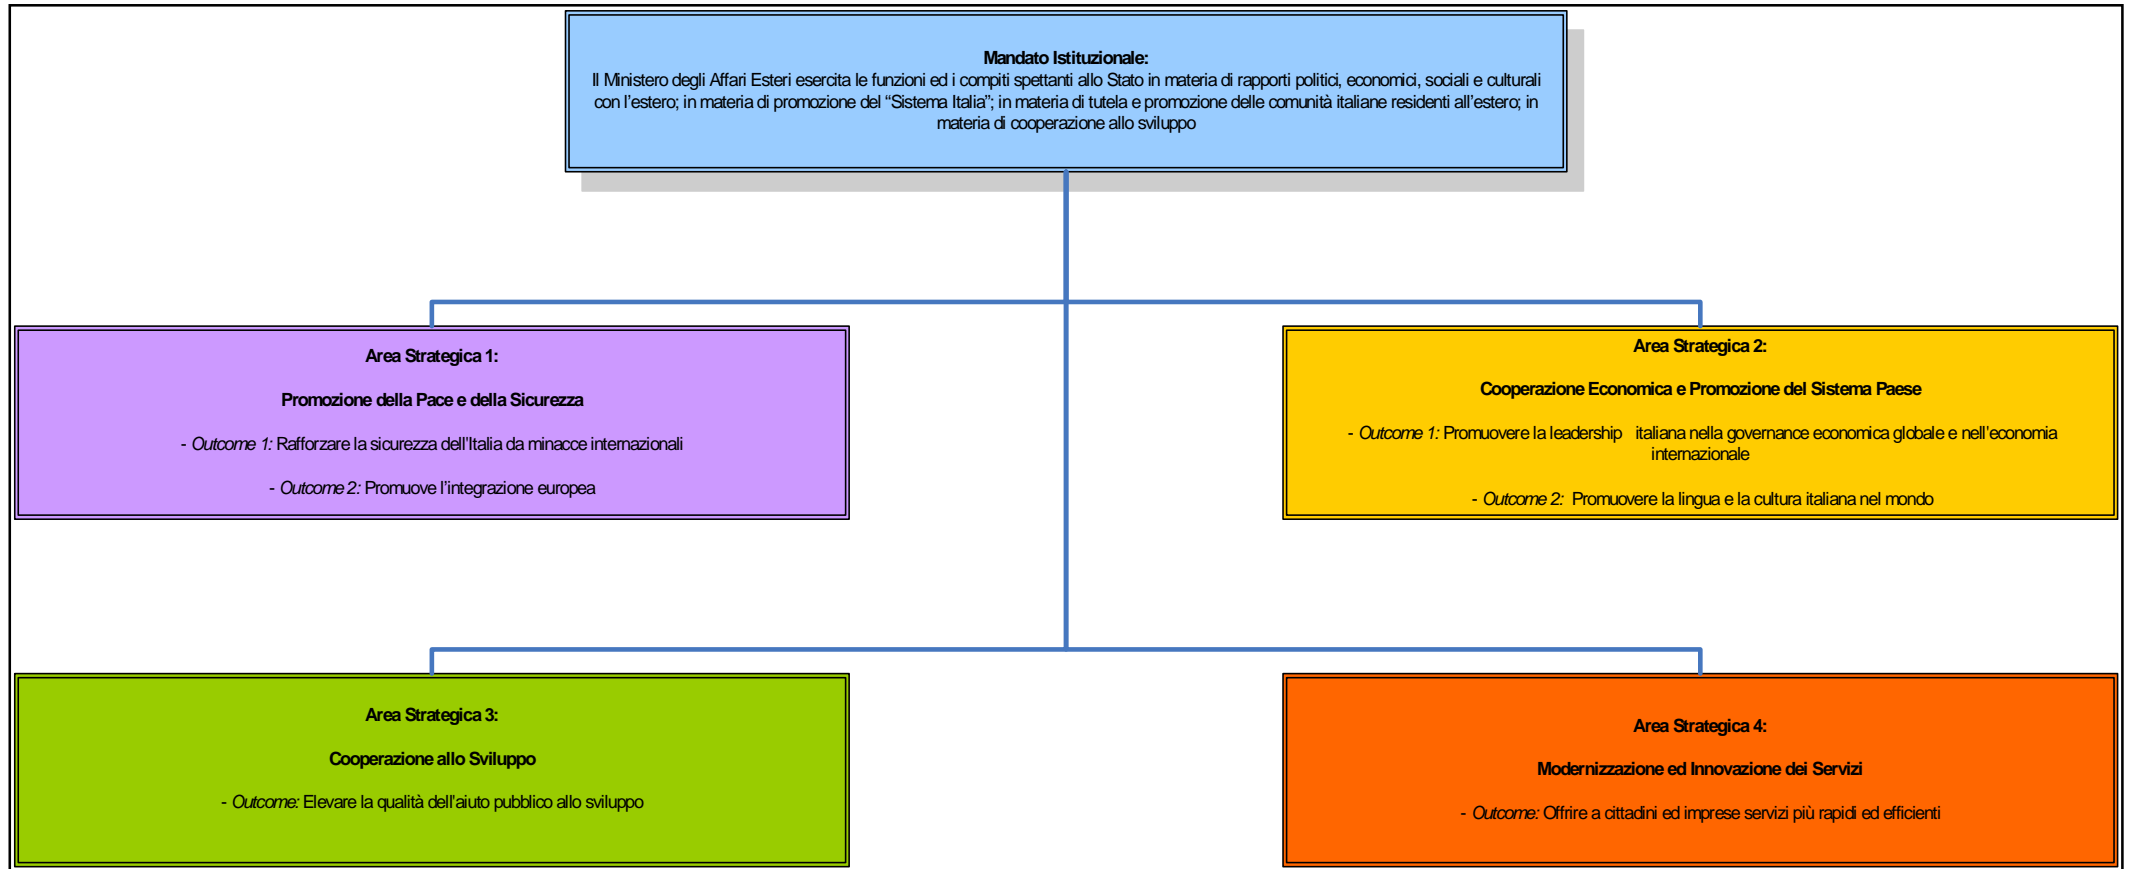 Mandato Istituzionale:
Il Ministero degli Affari Esteri esercita le funzioni ed i compiti spettanti allo Stato in materia di rapporti politici, economici, sociali e culturali
con l’estero; in materia di promozione del “Sistema Italia”; in materia di tutela e promozione delle comunità italiane residenti all’estero; in
materia di cooperazione allo sviluppo
Area Strategica 1:
Promozione della Pace e della Sicurezza
- Outcome 1: Rafforzare la sicurezza dell’Italia da minacce internazionali
- Outcome 2: Promuove l’integrazione europea
Area Strategica 2:
Cooperazione Economica e Promozione del Sistema Paese
- Outcome 1: Promuovere la leadership italiana nella governance economica globale e nell’economia
internazionale
- Outcome 2: Promuovere la lingua e la cultura italiana nel mondo
Area Strategica 3:
Cooperazione allo Sviluppo
- Outcome: Elevare la qualità dell’aiuto pubblico allo sviluppo
Area Strategica 4:
Modernizzazione ed Innovazione dei Servizi
- Outcome: Offrire a cittadini ed imprese servizi più rapidi ed efficienti